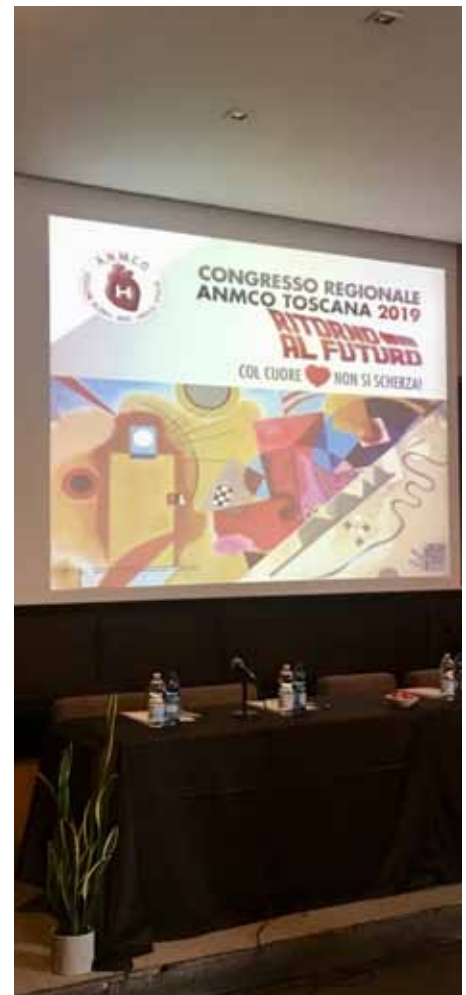 ANMCO
CONGRESSO REGIONALE
ANMCO TOSCANA 2019
RITORNO
AL FUTURO
COL CUORE NON SI SCHERZA!